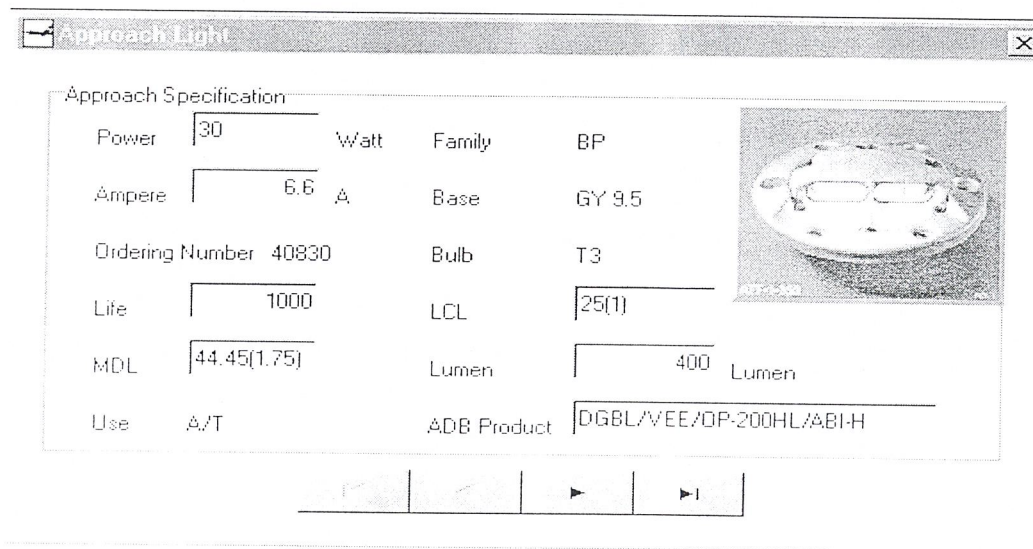 Approach Light
Approach Specification
Power 30 Watt Family BP
Ampere 6.6 A Base GY 9.5
Ordering Number 40830 Bulb T3
Life 1000 LCL 25(1)
MDL 44.45(1.75) Lumen 400 Lumen
Use A/T ADB Product DGBL/VEE/OP-200HL/ABI-H